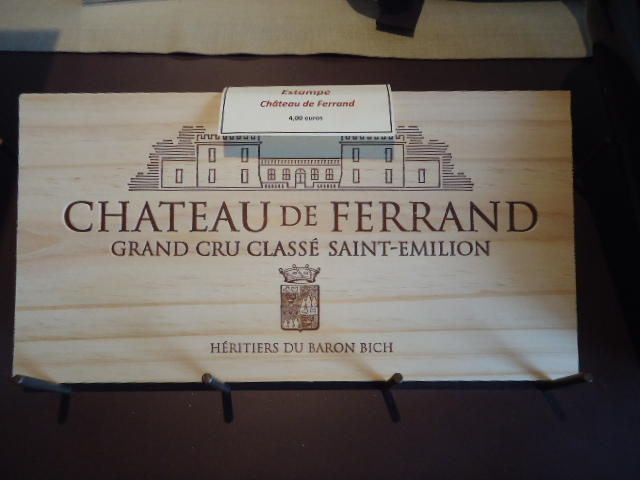 Estampe
Château de Ferrand
4,00 euros
CHATEAU DE FERRAND
GRAND CRU CLASSÉ SAINT-EMILION
HÉRITIERS DU BARON BICH